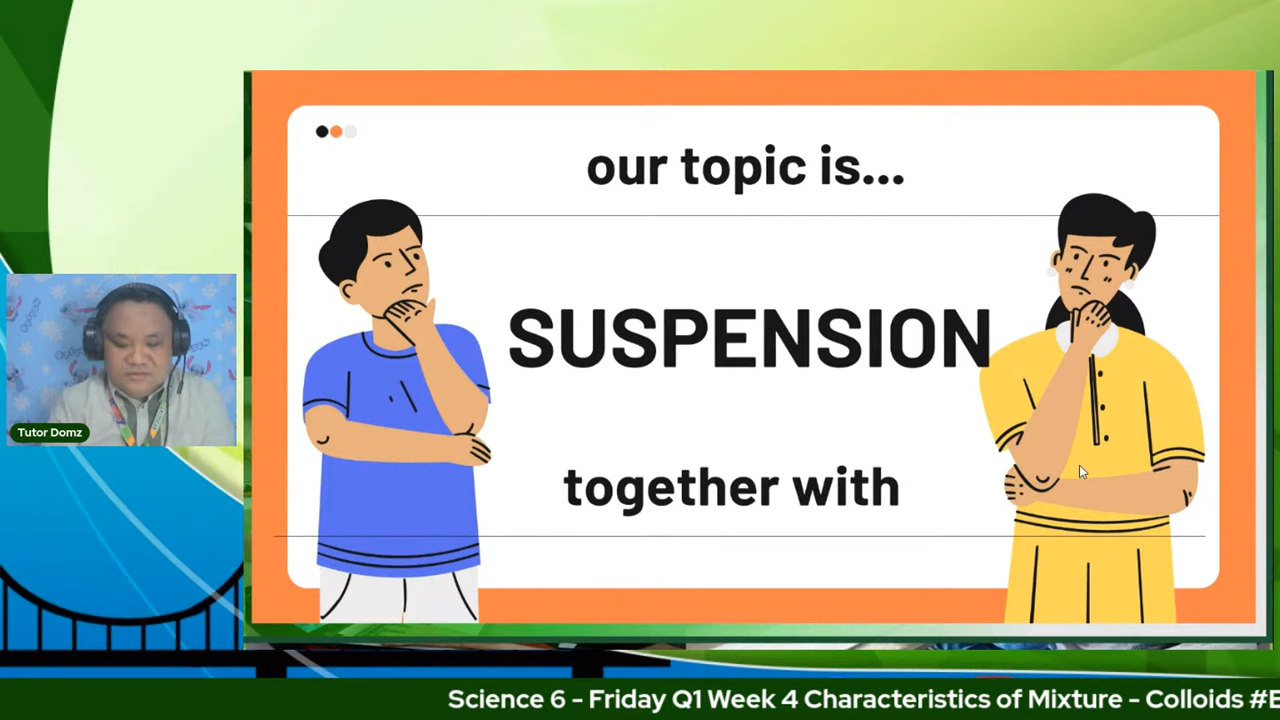 our topic is...
SUSPENSION
together with
Tutor Domz
Science 6 - Friday Q1 Week 4 Characteristics of Mixture - Colloids #E